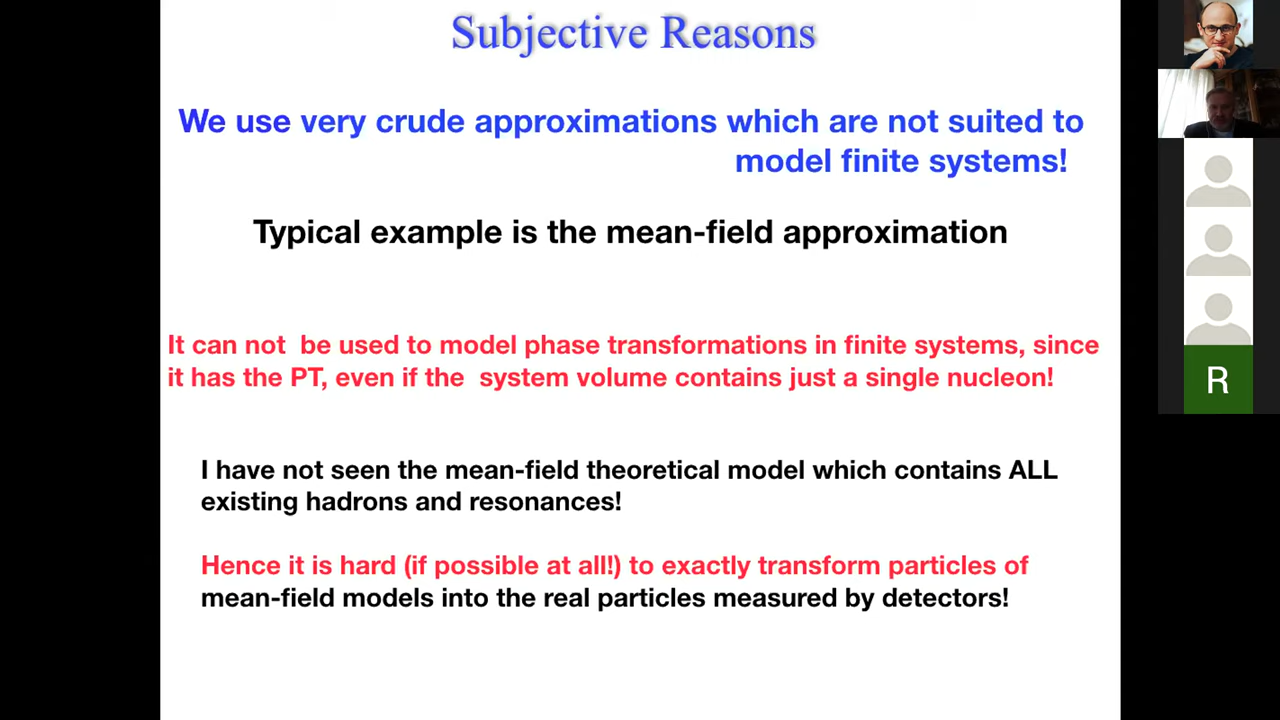 Subjective Reasons
We use very crude approximations which are not suited to
model finite systems!
Typical example is the mean-field approximation
It can not  be used to model phase transformations in finite systems, since
it has the PT, even if the  system volume contains just a single nucleon!
I have not seen the mean-field theoretical model which contains ALL
existing hadrons and resonances!
Hence it is hard (if possible at all!) to exactly transform particles of
mean-field models into the real particles measured by detectors!
R